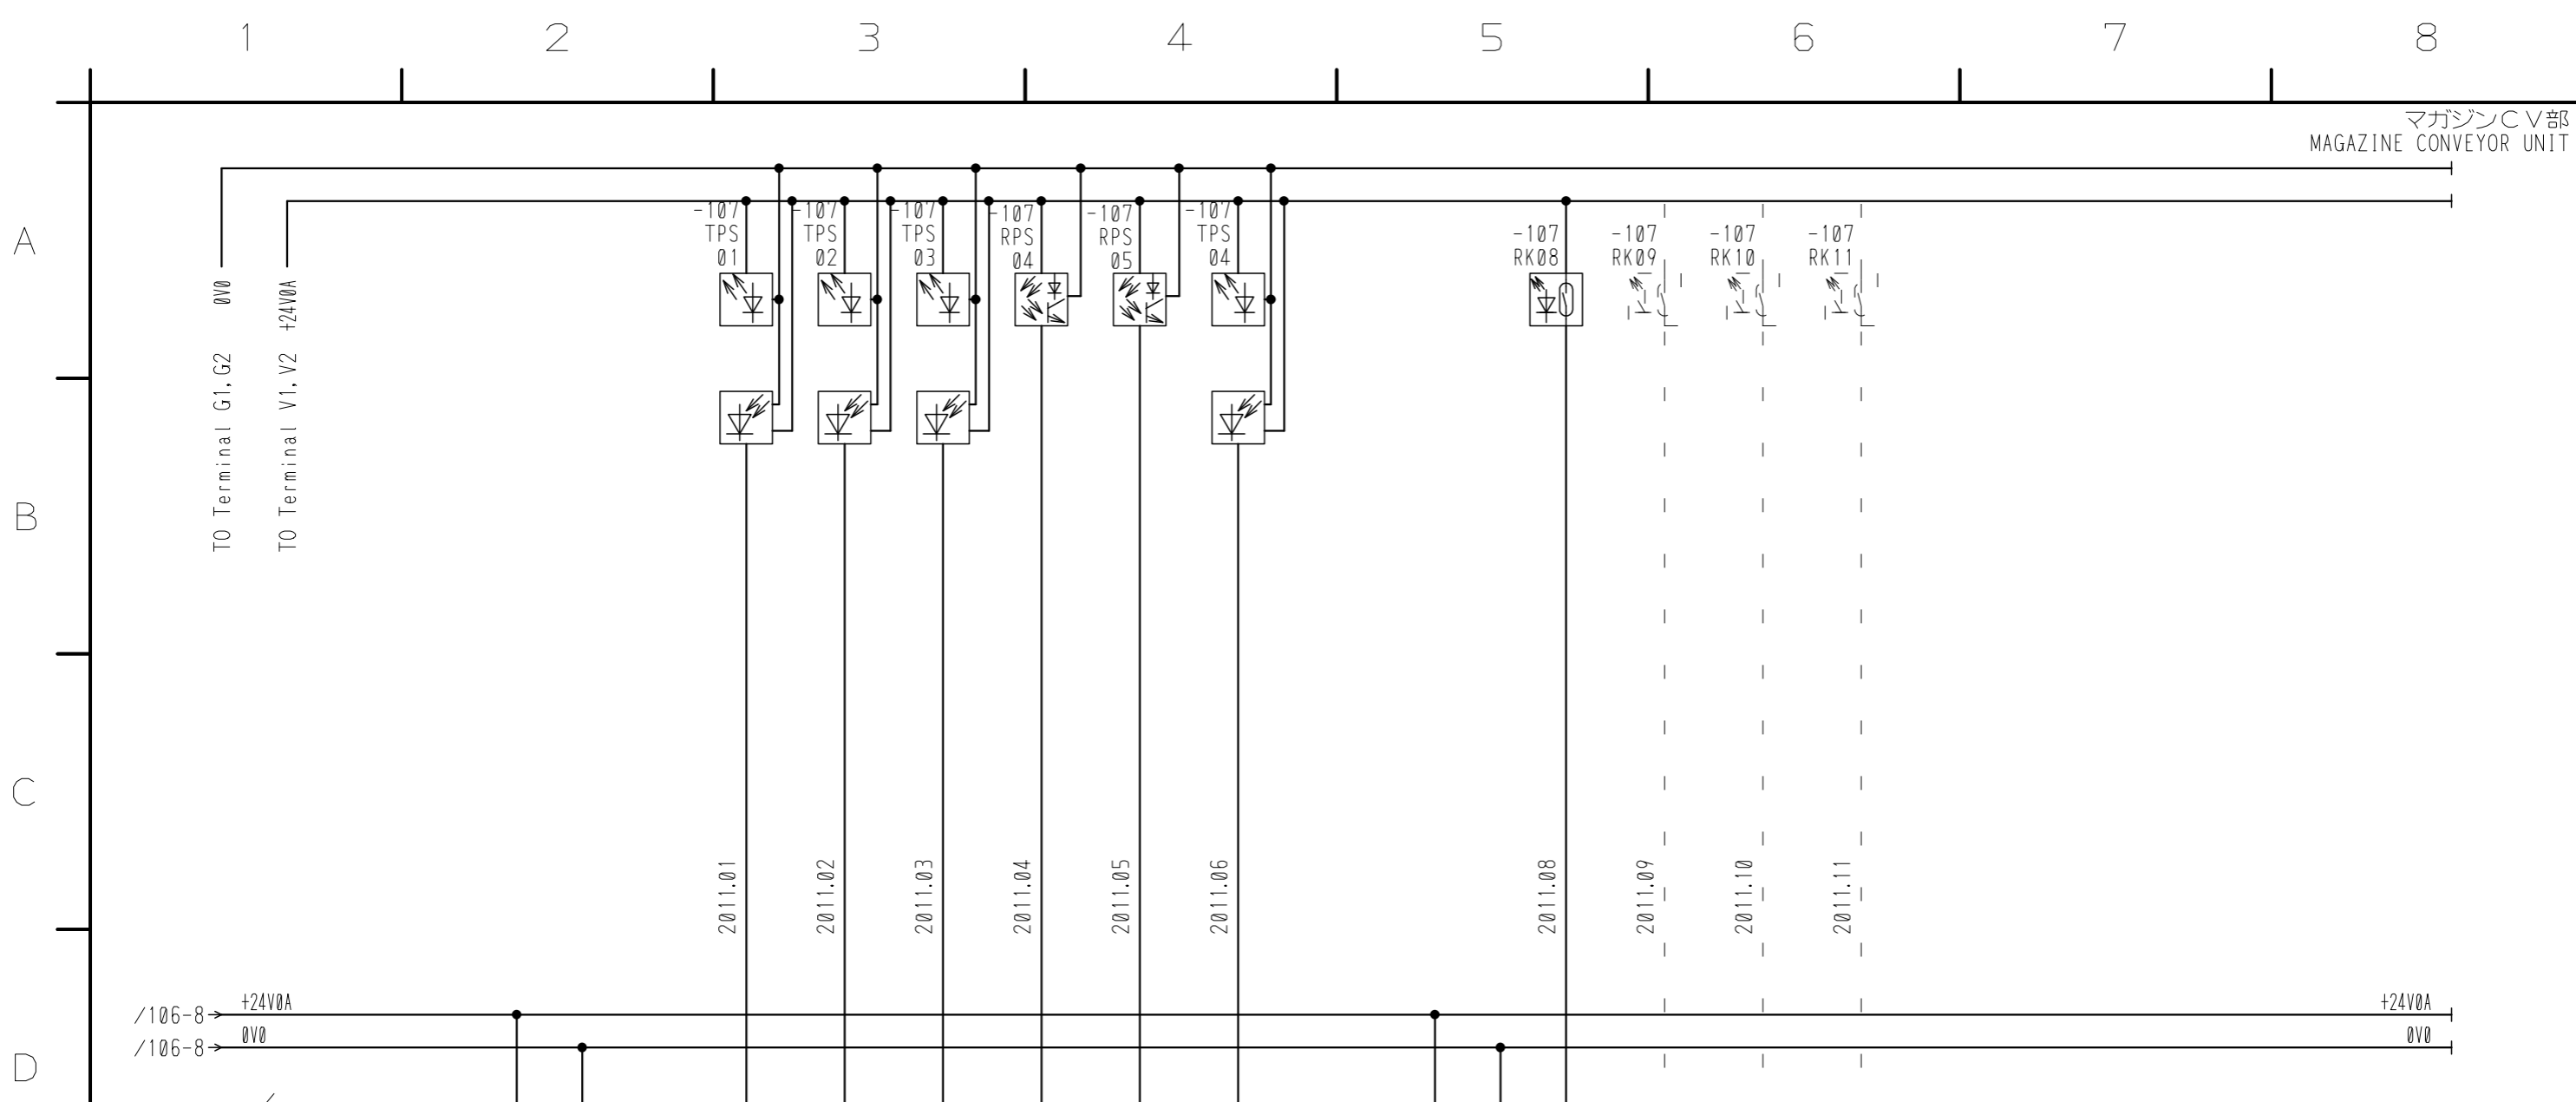 1 2 3 4 5 6 7 8
マガジンCV部
MAGAZINE CONVEYOR UNIT
A
-107
TPS
01
-107
TPS
02
-107
TPS
03
-107
RPS
04
-107
RPS
05
-107
TPS
04
-107
RK08
-107
RK09
-107
RK10
-107
RK11
TO Terminal G1,G2 0V0
TO Terminal V1,V2 +24V0A
B
C
2011.01
2011.02
2011.03
2011.04
2011.05
2011.06
2011.08
2011.09
2011.10
2011.11
/106-8 +24V0A +24V0A
/106-8 0V0 0V0
D